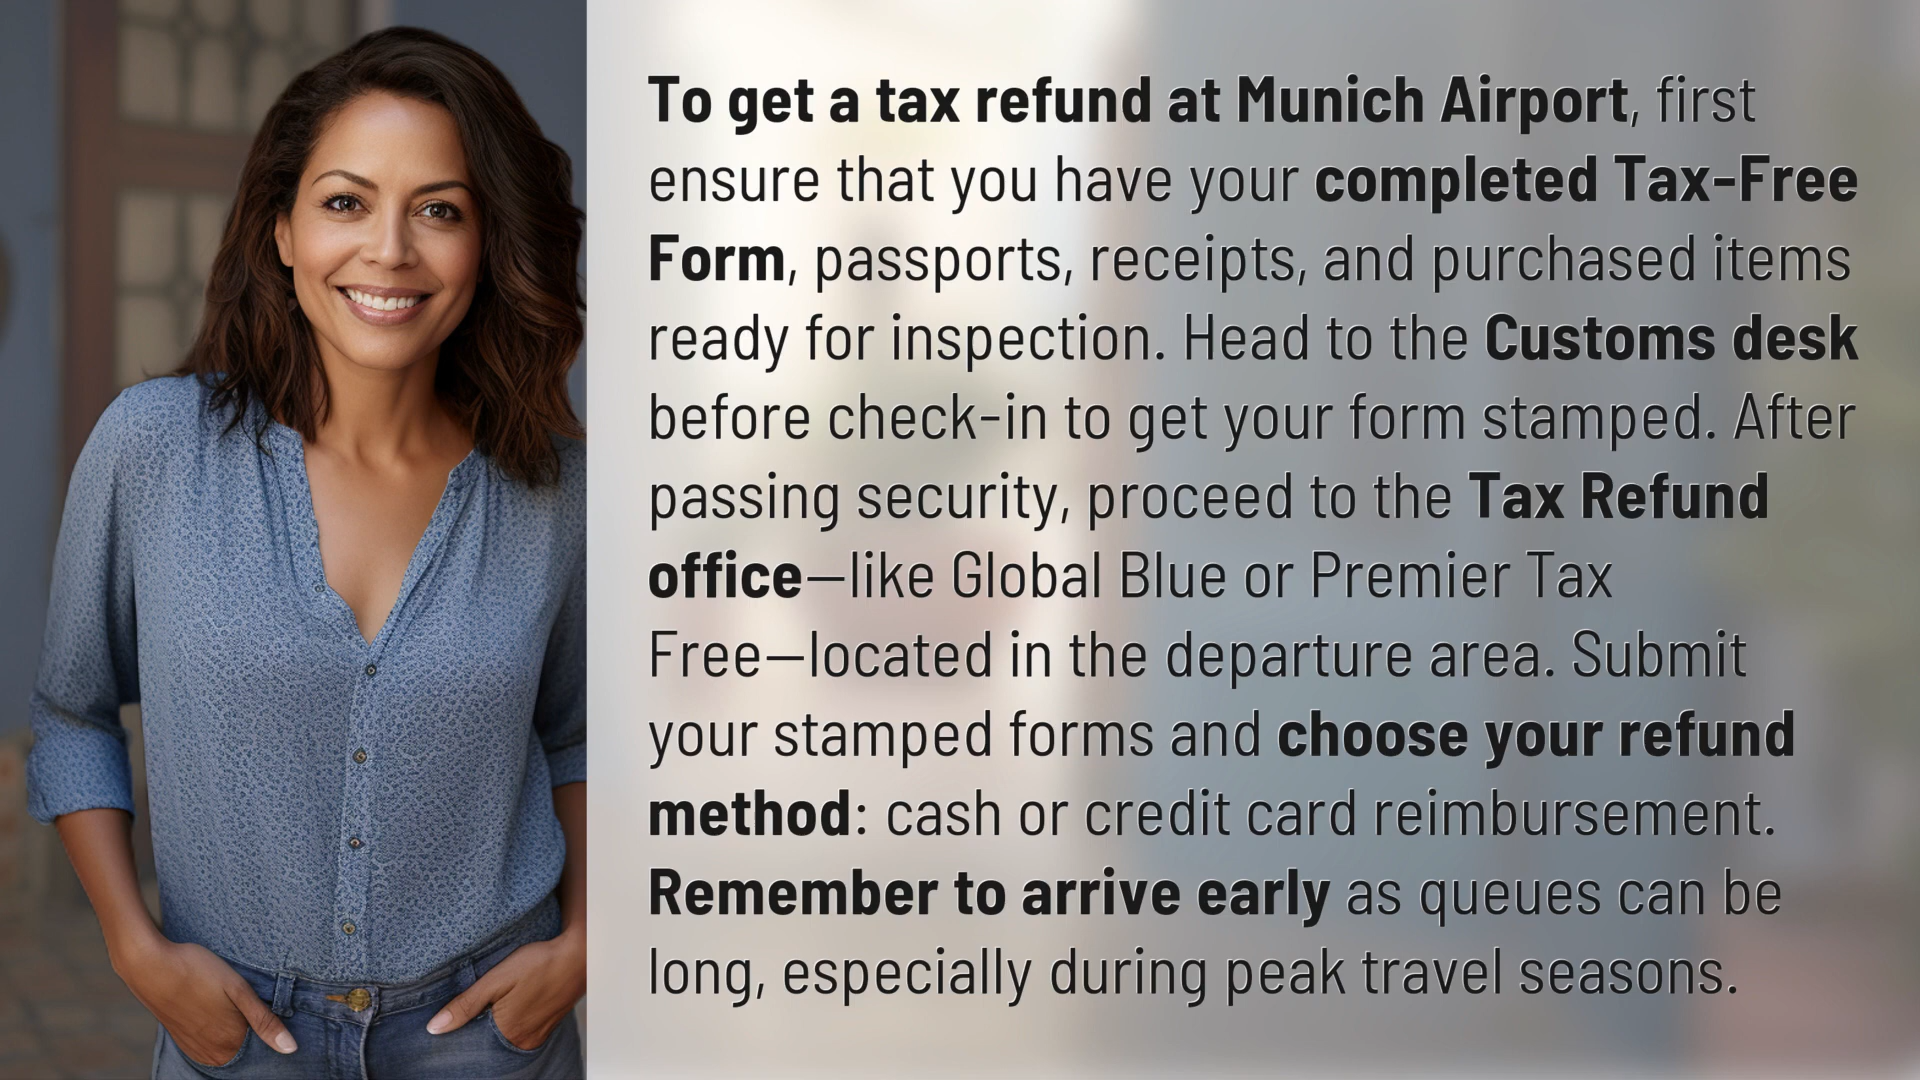 To get a tax refund at Munich Airport, first
ensure that you have your completed Tax-Free
Form, passports, receipts, and purchased items
ready for inspection. Head to the Customs desk
before check-in to get your form stamped. After
passing security, proceed to the Tax Refund
office—like Global Blue or Premier Tax
Free—located in the departure area. Submit
your stamped forms and choose your refund
method: cash or credit card reimbursement.
Remember to arrive early as queues can be
long, especially during peak travel seasons.